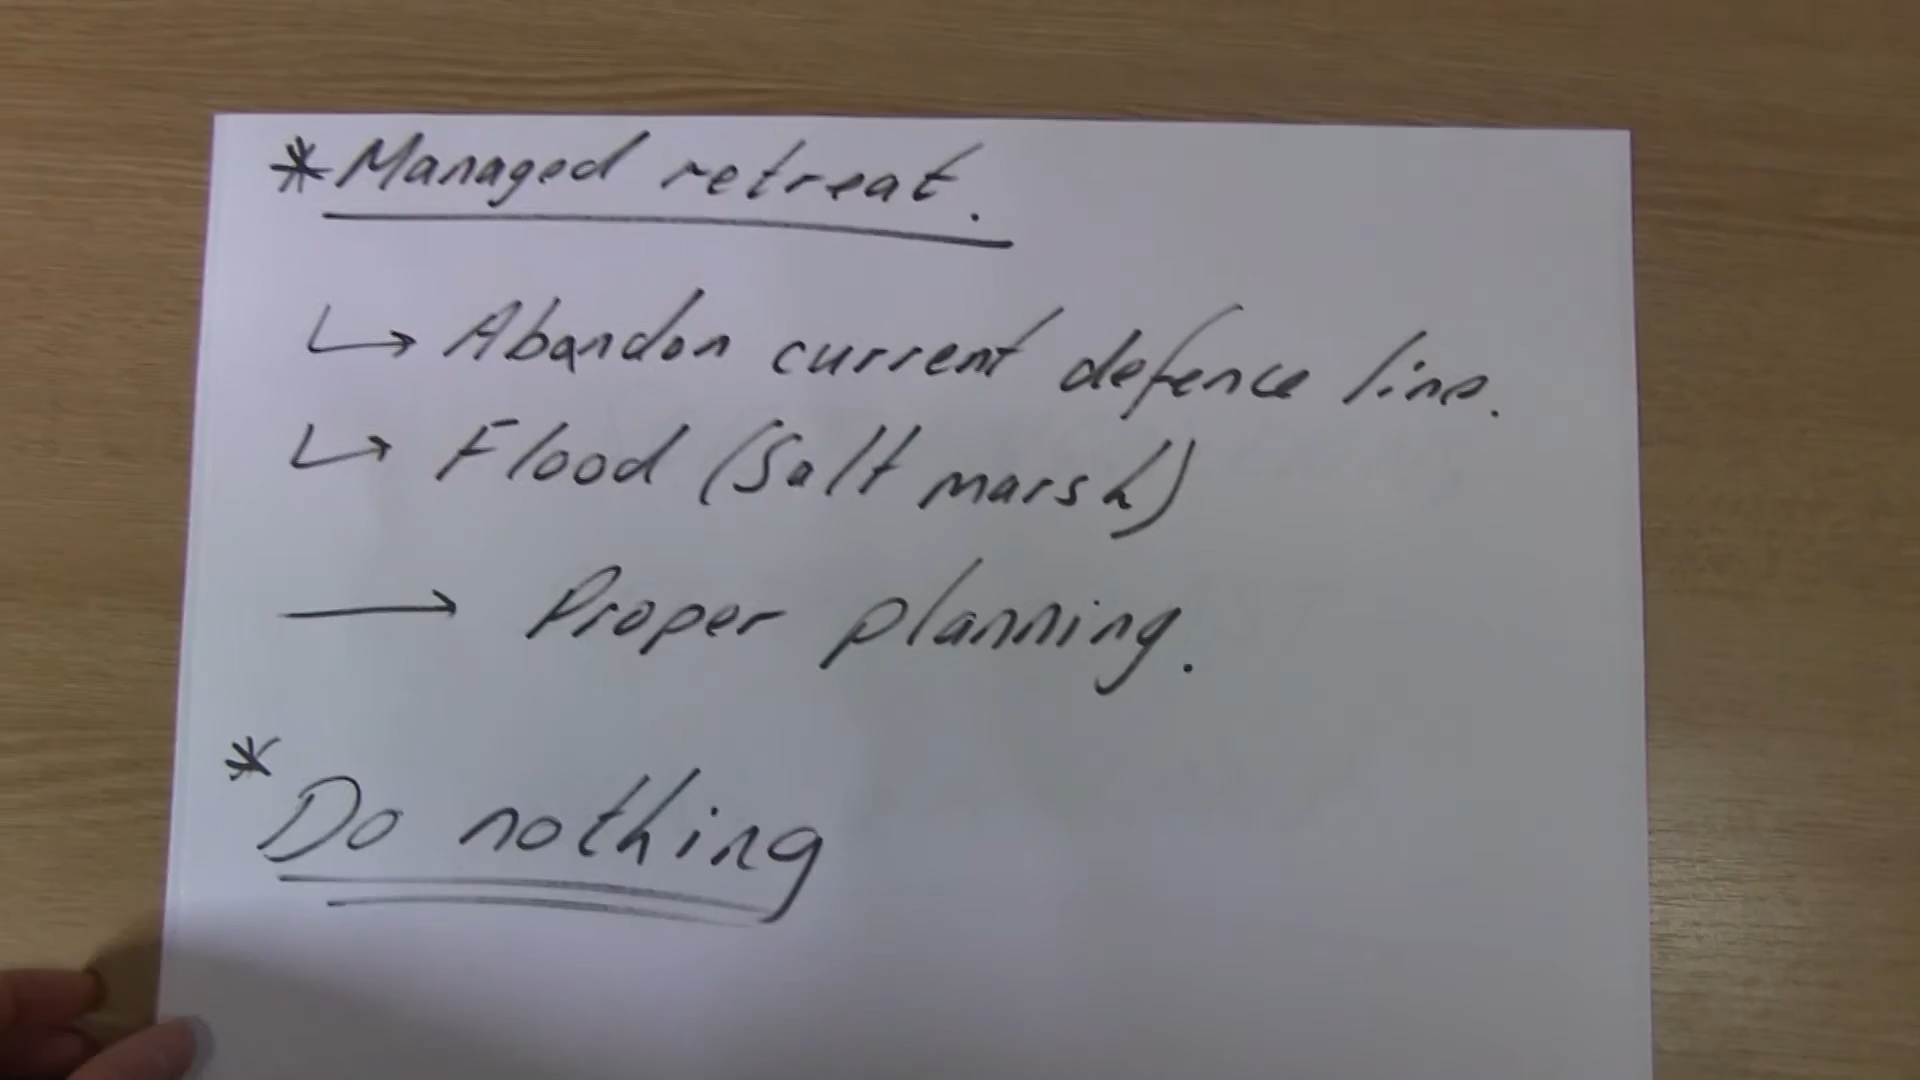 * Managed retreat.
↳ Abandon current defence line.
↳ Flood (Salt marsh)
→ Proper planning.
* Do nothing